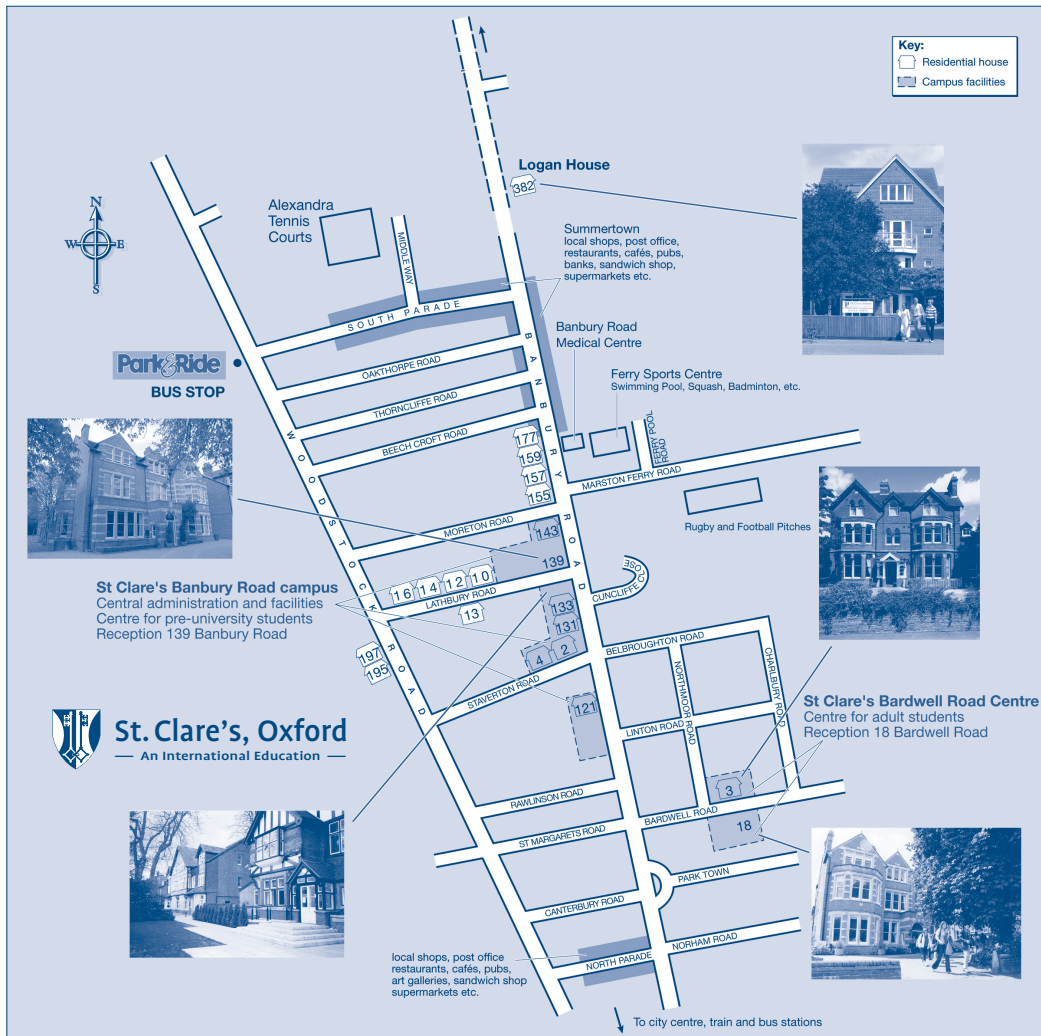 Key:
Residential house
Campus facilities
Logan House
382
Alexandra
Tennis
Courts
N
W
E
S
MIDDLE WAY
Summertown
local shops, post office,
restaurants, cafés, pubs,
banks, sandwich shop,
supermarkets etc.
SOUTH PARADE
Banbury Road
Medical Centre
Park & Ride
BUS STOP
OAKTHORPE ROAD
Ferry Sports Centre
Swimming Pool, Squash, Badminton, etc.
THORNCLIFFE ROAD
BEECH CROFT ROAD
BANBURY ROAD
WOODSTOCK ROAD
FERRY POOL
ROAD
177
159
157
155
MARSTON FERRY ROAD
Rugby and Football Pitches
MORETON ROAD
143
139
St Clare's Banbury Road campus
Central administration and facilities
Centre for pre-university students
Reception 139 Banbury Road
16
14
12
10
LATHBURY ROAD
13
CUNCLIFFE CLOSE
133
131
4
2
197
195
STAVERTON ROAD
BELBROUGHTON ROAD
NORTHMOOR ROAD
CHARLBURY ROAD
121
LINTON ROAD
St Clare's Bardwell Road Centre
Centre for adult students
Reception 18 Bardwell Road
St. Clare's, Oxford
An International Education
3
RAWLINSON ROAD
BARDWELL ROAD
18
ST MARGARETS ROAD
PARK TOWN
CANTERBURY ROAD
NORHAM ROAD
NORTH PARADE
local shops, post office
restaurants, cafés, pubs,
art galleries, sandwich shop
supermarkets etc.
To city centre, train and bus stations